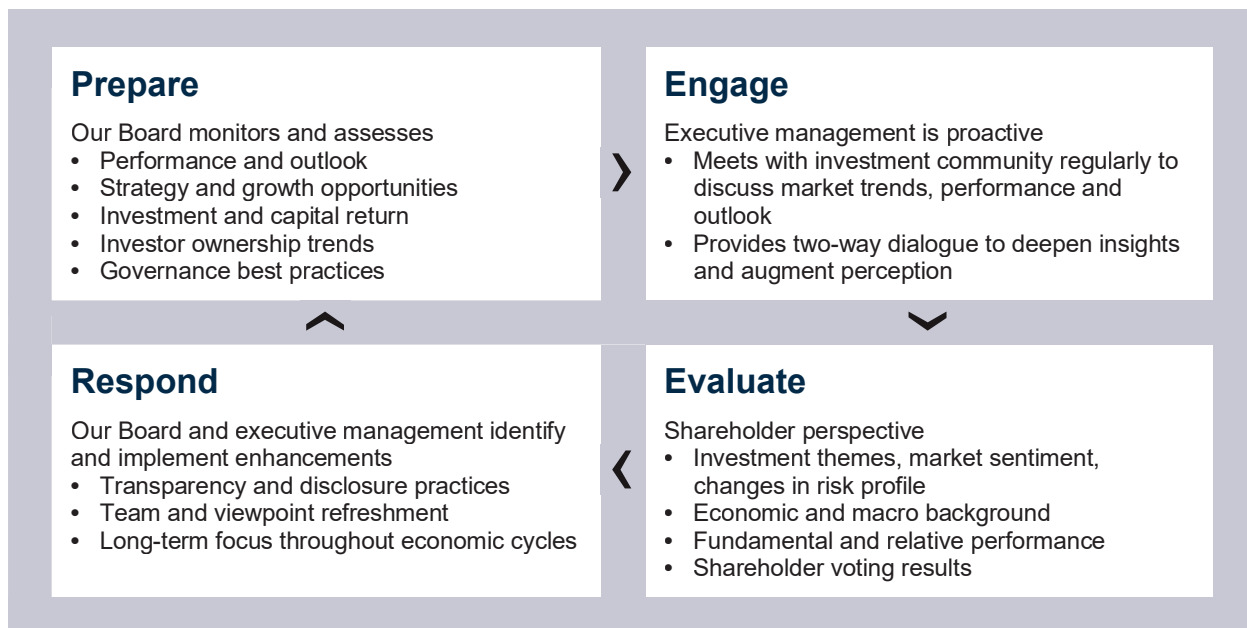 Prepare
Our Board monitors and assesses
• Performance and outlook
• Strategy and growth opportunities
• Investment and capital return
• Investor ownership trends
• Governance best practices
Engage
Executive management is proactive
• Meets with investment community regularly to
discuss market trends, performance and
outlook
• Provides two-way dialogue to deepen insights
and augment perception
Respond
Our Board and executive management identify
and implement enhancements
• Transparency and disclosure practices
• Team and viewpoint refreshment
• Long-term focus throughout economic cycles
Evaluate
Shareholder perspective
• Investment themes, market sentiment,
changes in risk profile
• Economic and macro background
• Fundamental and relative performance
• Shareholder voting results